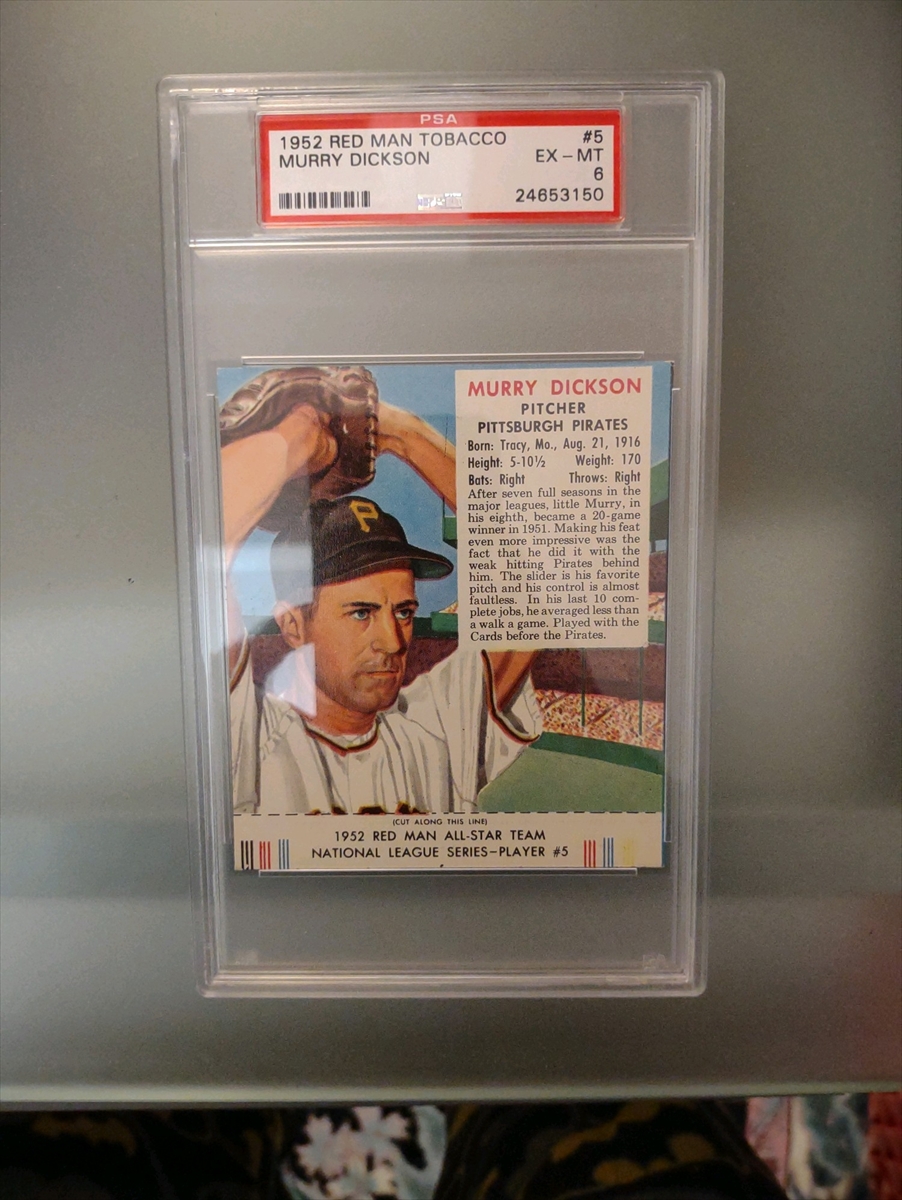 PSA
1952 RED MAN TOBACCO #5
MURRY DICKSON EX – MT
6
24653150
MURRY DICKSON
PITCHER
PITTSBURGH PIRATES
Born: Tracy, Mo., Aug. 21, 1916
Height: 5-10½ Weight: 170
Bats: Right Throws: Right
After seven full seasons in the
major leagues, little Murry, in
his eighth, became a 20-game
winner in 1951. Making his feat
even more impressive was the
fact that he did it with the
weak hitting Pirates behind
him. The slider is his favorite
pitch and his control is almost
faultless. In his last 10 com-
plete jobs, he averaged less than
a walk a game. Played with the
Cards before the Pirates.
P
(CUT ALONG THIS LINE)
1952 RED MAN ALL-STAR TEAM
NATIONAL LEAGUE SERIES–PLAYER #5